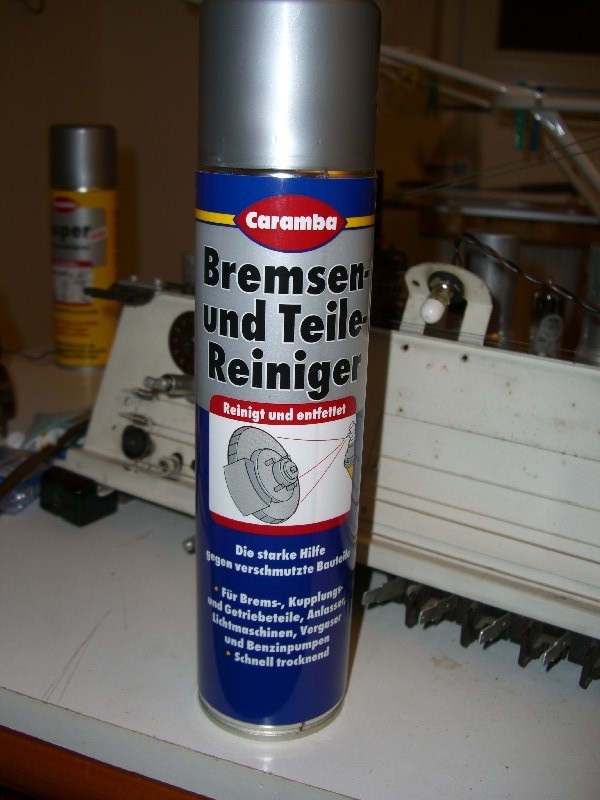 Caramba
Bremsen-
und Teile-
Reiniger
Reinigt und entfettet
Die starke Hilfe
gegen verschmutzte Bauteile
• Für Brems-, Kupplungs-
und Getriebeteile, Anlasser,
Lichtmaschinen, Vergaser
und Benzinpumpen
• Schnell trocknend